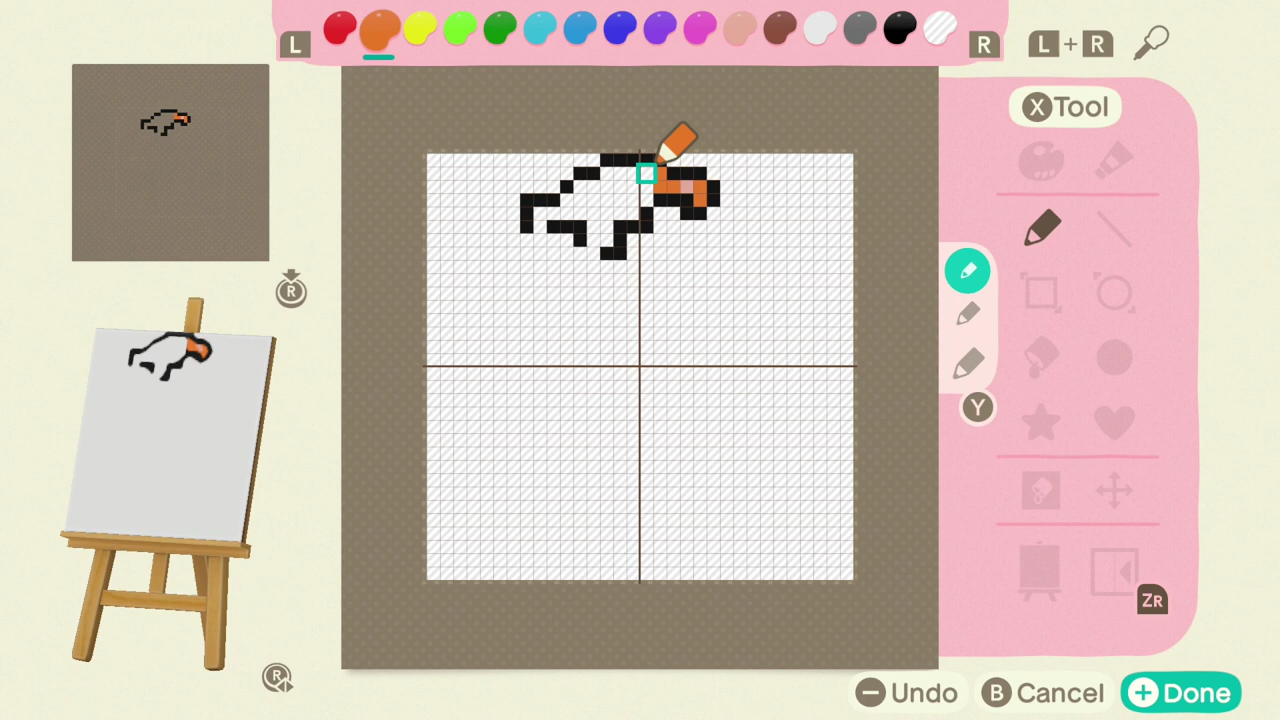 L
R
L + R
X Tool
R
Y
ZR
R
− Undo
B Cancel
+ Done